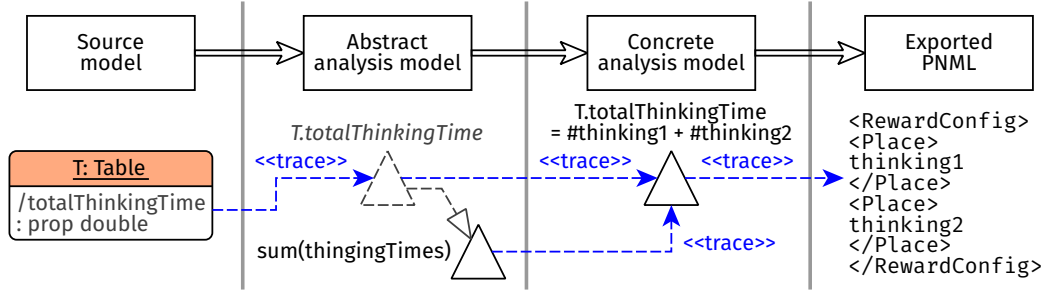 Source
model
Abstract
analysis model
Concrete
analysis model
Exported
PNML
T: Table
/totalThinkingTime
: prop double
<<trace>>
T.totalThinkingTime
sum(thingingTimes)
T.totalThinkingTime
= #thinking1 + #thinking2
<<trace>>
<<trace>>
<<trace>>
<RewardConfig>
<Place>
thinking1
</Place>
<Place>
thinking2
</Place>
</RewardConfig>